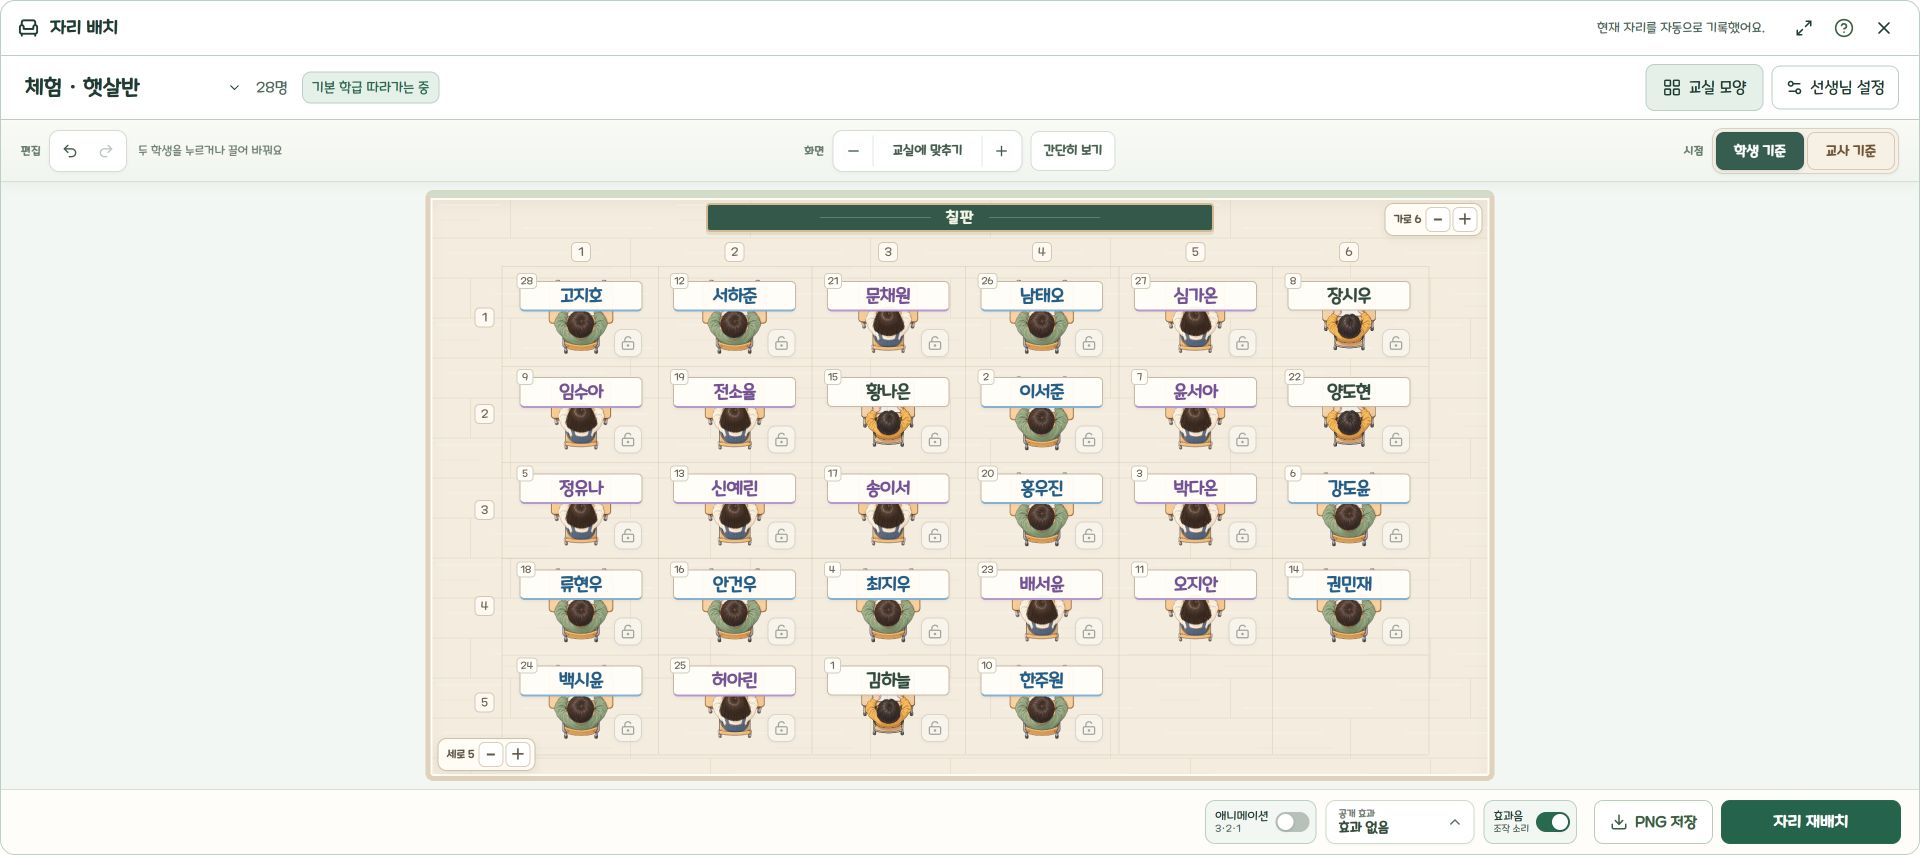 자리 배치
현재 자리를 자동으로 기록했어요.
체험 · 햇살반
28명
기본 학급 따라가는 중
교실 모양
선생님 설정
편집
두 학생을 누르거나 끌어 바꿔요
화면
− 교실에 맞추기 +
간단히 보기
시점
학생 기준
교사 기준
칠판
가로 6 − +
1 2 3 4 5 6
1
28 고지호
12 서하준
21 문채원
26 남태오
27 심가온
8 장시우
2
9 임수아
19 전소율
15 황나은
2 이서준
7 윤서아
22 양도현
3
5 정유나
13 신예린
17 송이서
20 홍우진
3 박다온
6 강도윤
4
18 류현우
16 안건우
4 최지우
23 배서윤
11 오지안
14 권민재
5
24 백시윤
25 허아린
1 김하늘
10 한주원
세로 5 − +
애니메이션
3·2·1
공개 효과
효과 없음
효과음
조작 소리
PNG 저장
자리 재배치